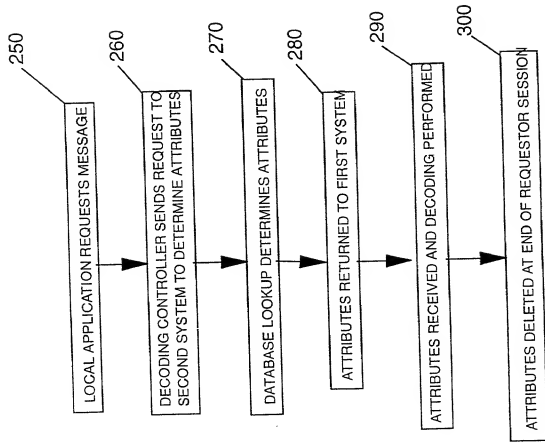 250
LOCAL APPLICATION REQUESTS MESSAGE
260
DECODING CONTROLLER SENDS REQUEST TO
SECOND SYSTEM TO DETERMINE ATTRIBUTES
270
DATABASE LOOKUP DETERMINES ATTRIBUTES
280
ATTRIBUTES RETURNED TO FIRST SYSTEM
290
ATTRIBUTES RECEIVED AND DECODING PERFORMED
300
ATTRIBUTES DELETED AT END OF REQUESTOR SESSION